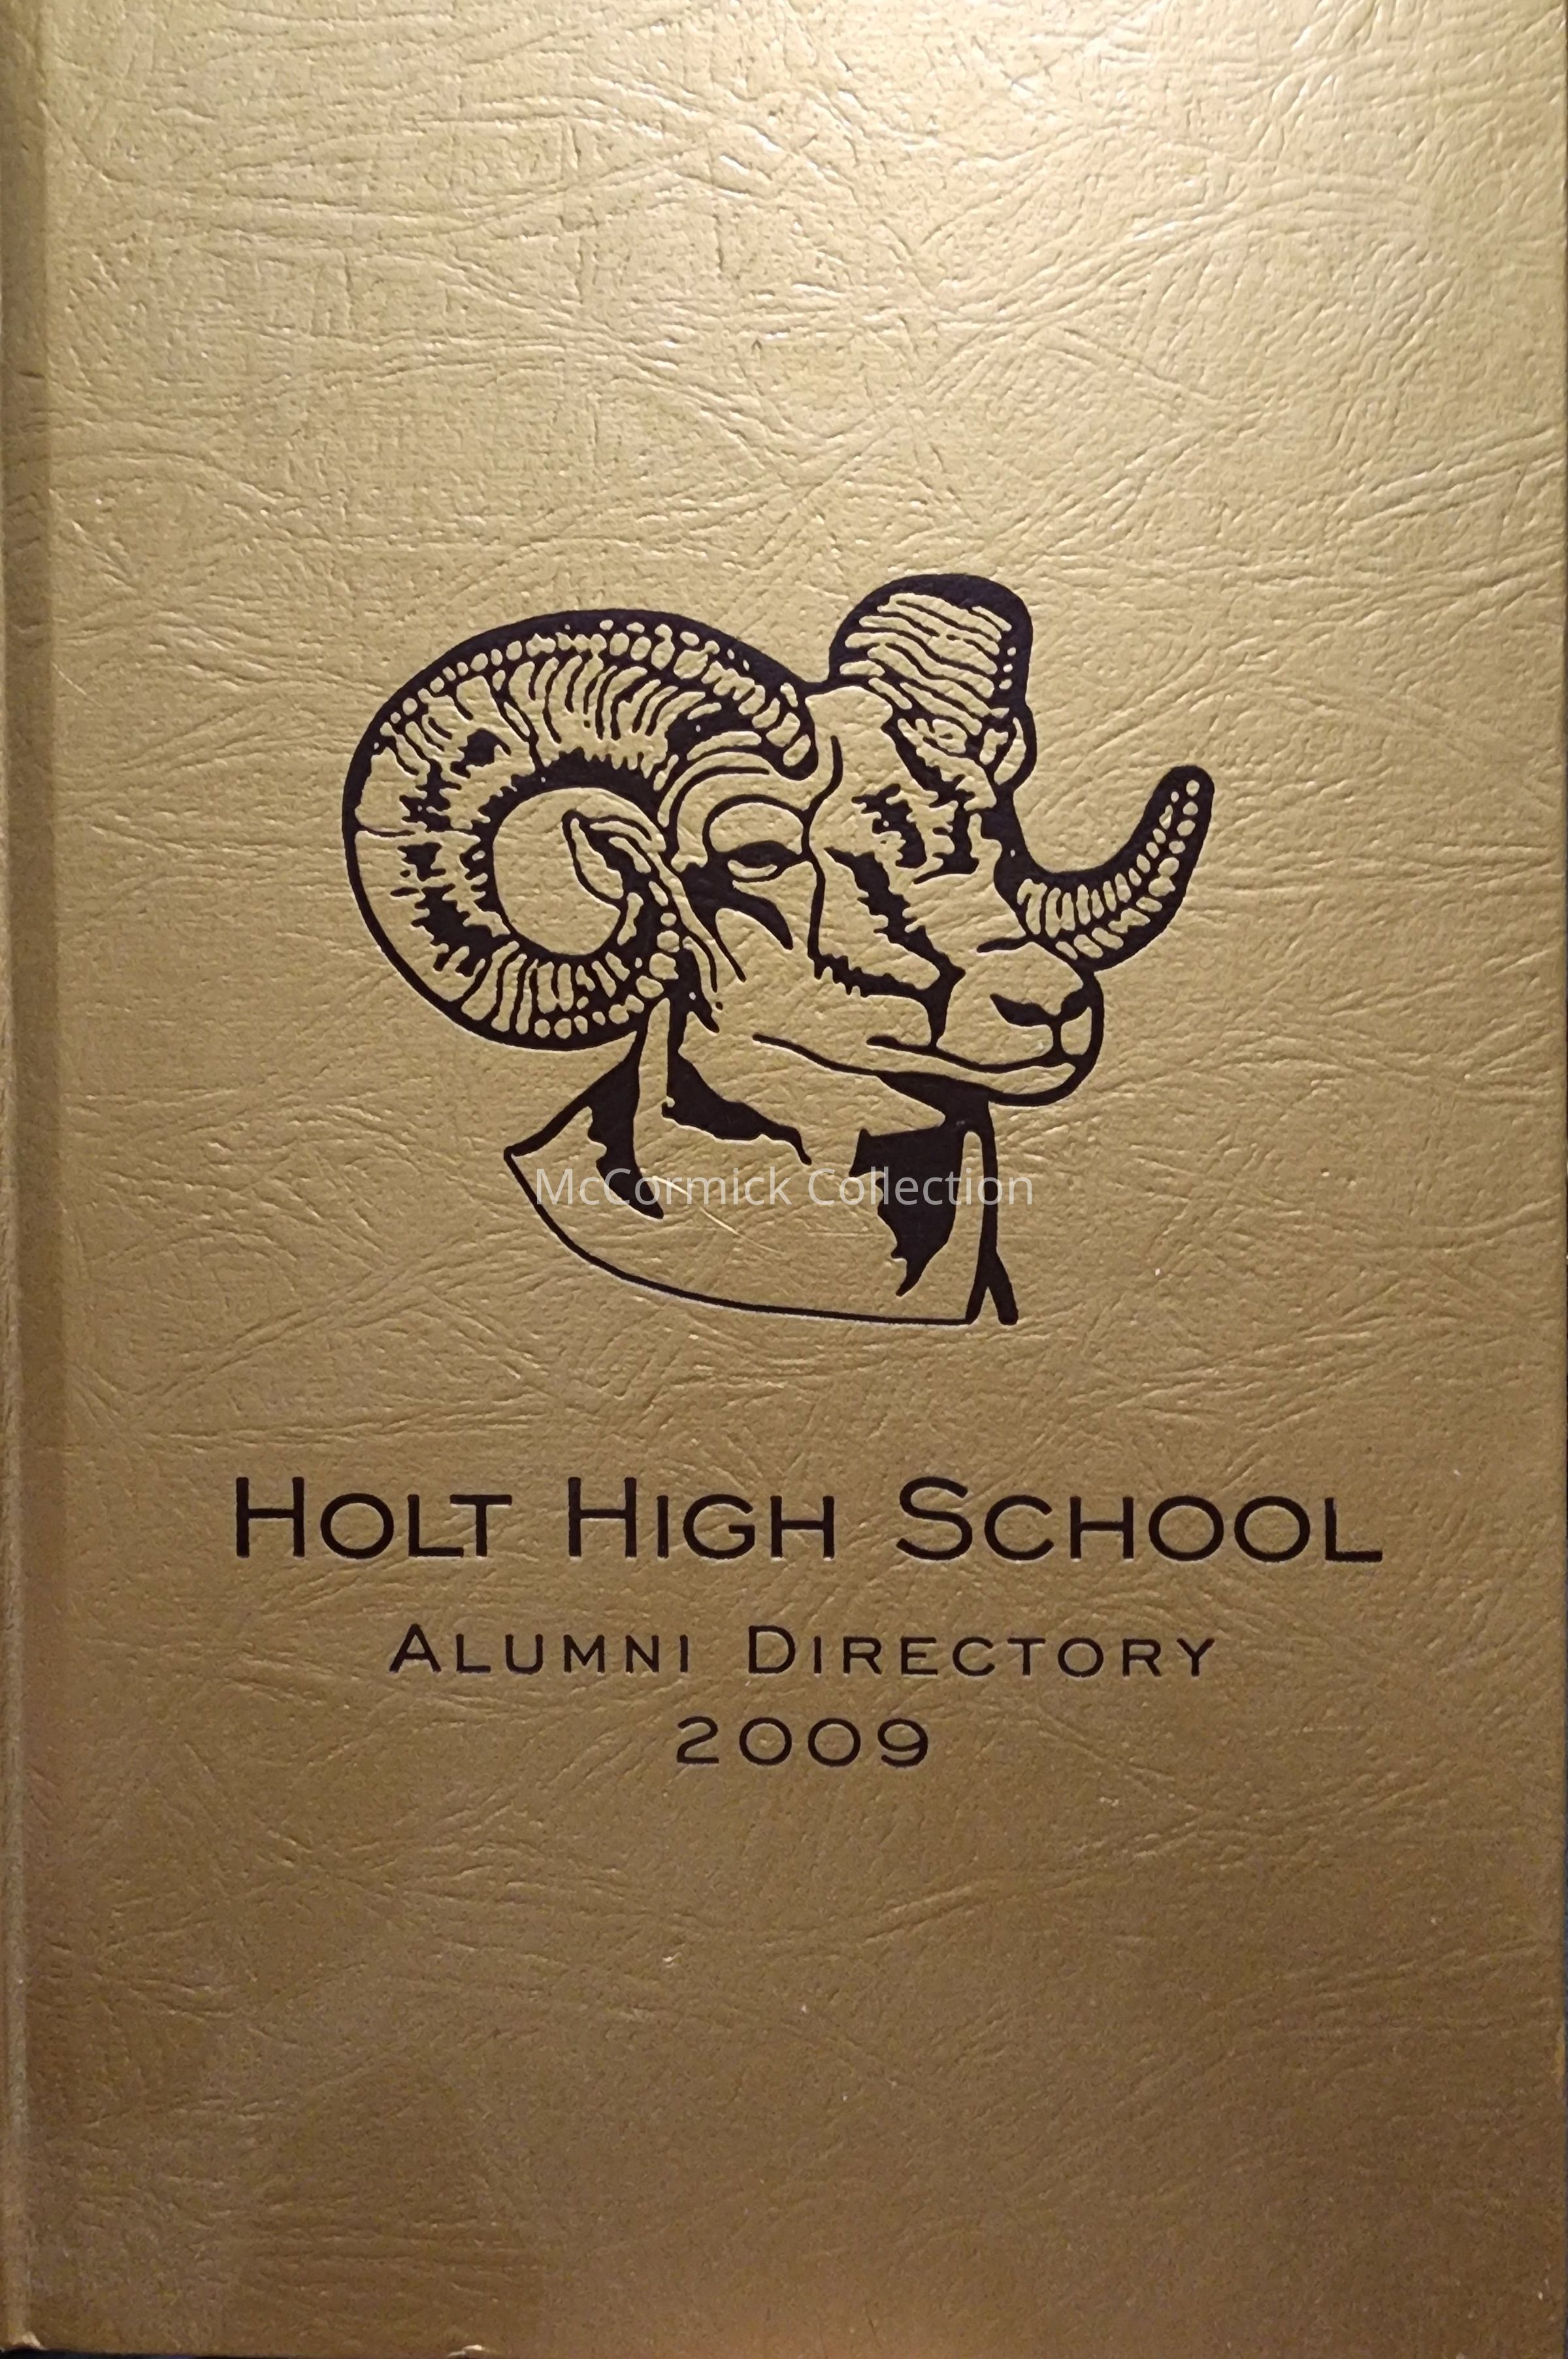 McCormick Collection
HOLT HIGH SCHOOL
ALUMNI DIRECTORY
2009